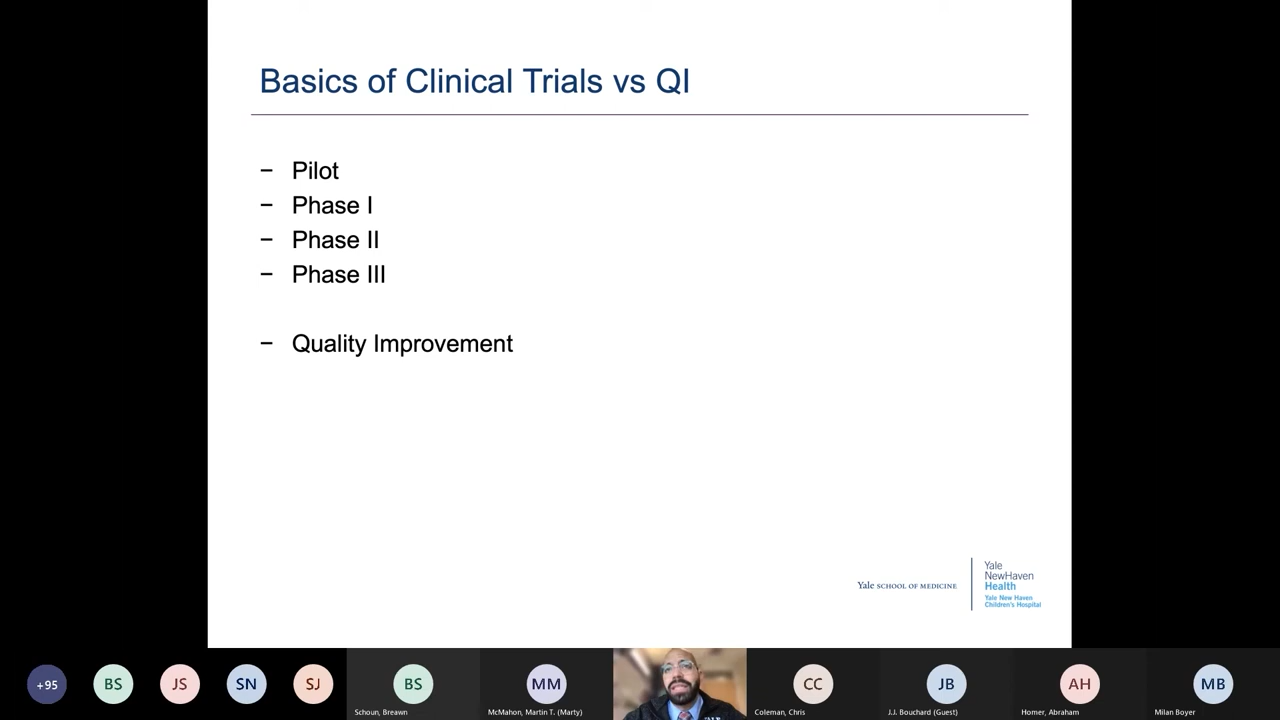 Basics of Clinical Trials vs QI
− Pilot
− Phase I
− Phase II
− Phase III
− Quality Improvement
Yale SCHOOL OF MEDICINE
Yale
NewHaven
Health
Yale New Haven
Children's Hospital
+95
BS
JS
SN
SJ
BS
Schoun, Breawn
MM
McMahon, Martin T. (Marty)
CC
Coleman, Chris
JB
J.J. Bouchard (Guest)
AH
Homer, Abraham
MB
Milan Boyer